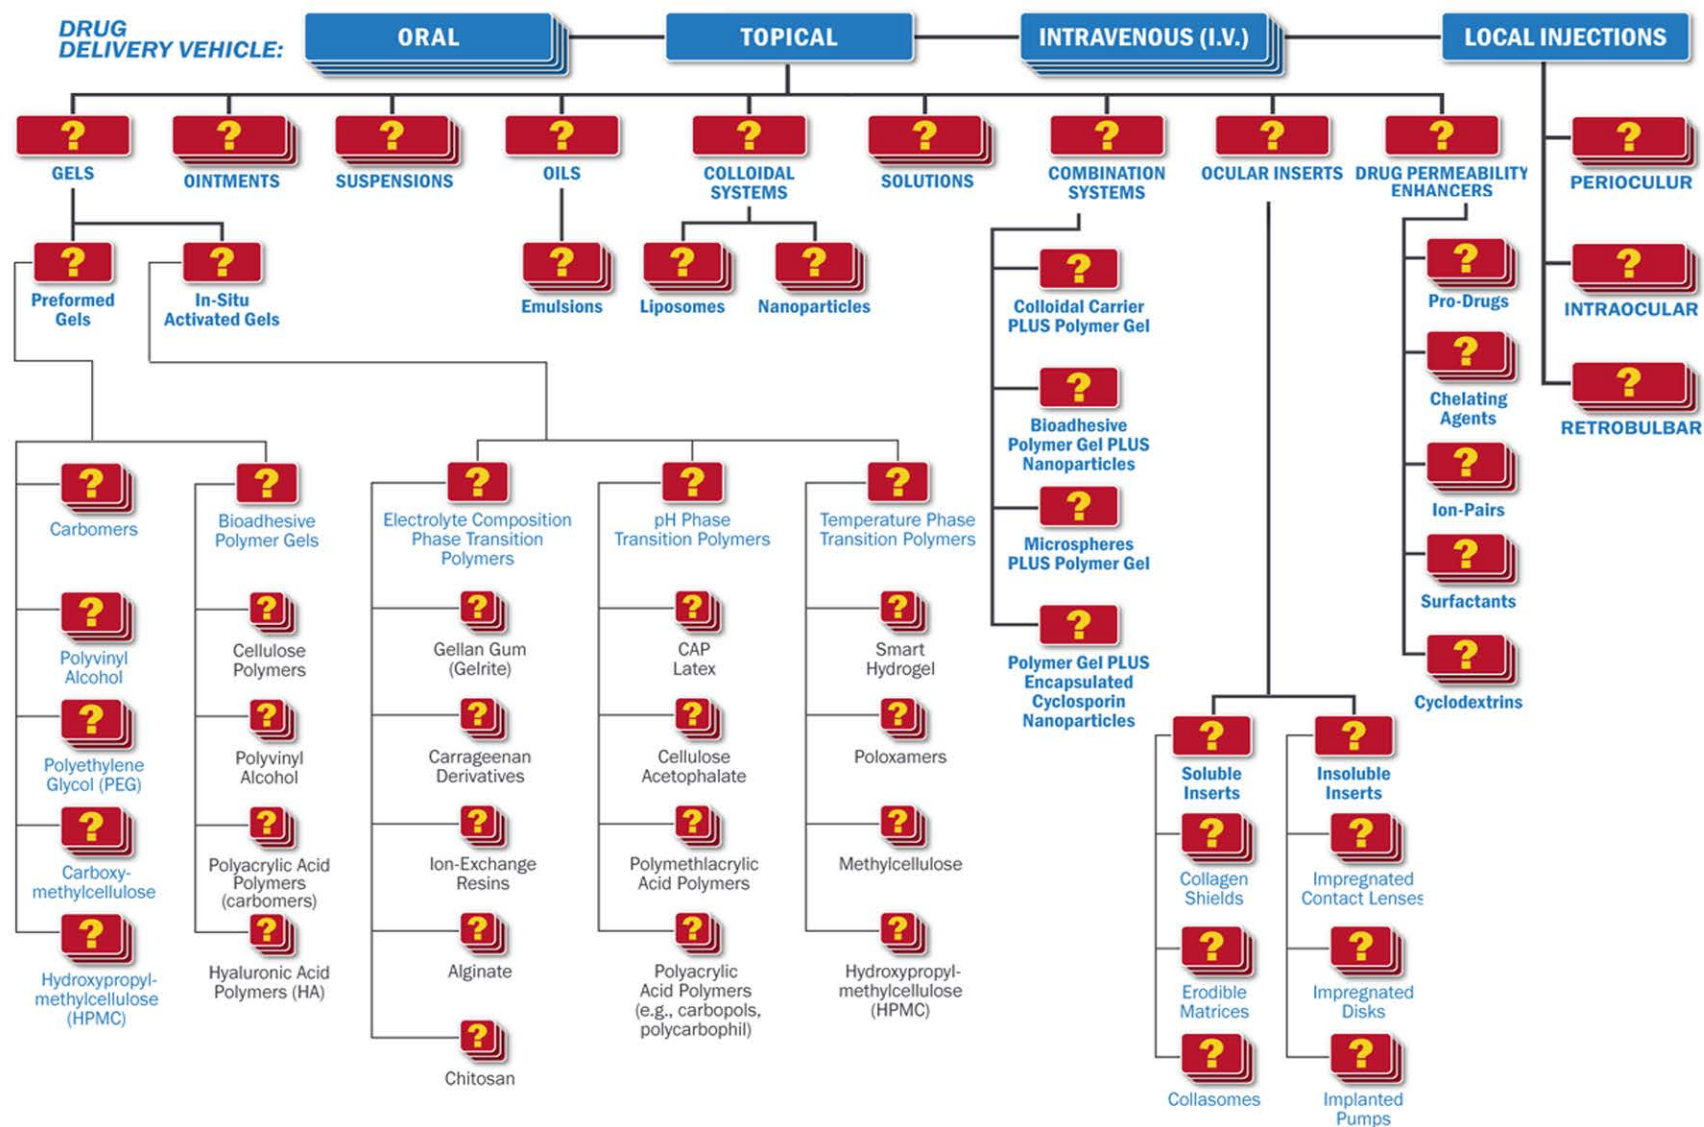 DRUG
DELIVERY VEHICLE:
ORAL
TOPICAL
INTRAVENOUS (I.V.)
LOCAL INJECTIONS
?
GELS
?
OINTMENTS
?
SUSPENSIONS
?
OILS
?
COLLOIDAL
SYSTEMS
?
SOLUTIONS
?
COMBINATION
SYSTEMS
?
OCULAR INSERTS
?
DRUG PERMEABILITY
ENHANCERS
?
PERIOCULUR
?
INTRAOCULAR
?
RETROBULBAR
?
Preformed
Gels
?
In-Situ
Activated Gels
?
Emulsions
?
Liposomes
?
Nanoparticles
?
Colloidal Carrier
PLUS Polymer Gel
?
Bioadhesive
Polymer Gel PLUS
Nanoparticles
?
Microspheres
PLUS Polymer Gel
?
Polymer Gel PLUS
Encapsulated
Cyclosporin
Nanoparticles
?
Pro-Drugs
?
Chelating
Agents
?
Ion-Pairs
?
Surfactants
?
Cyclodextrins
?
Carbomers
?
Polyvinyl
Alcohol
?
Polyethylene
Glycol (PEG)
?
Carboxy-
methylcellulose
?
Hydroxypropyl-
methylcellulose
(HPMC)
?
Bioadhesive
Polymer Gels
?
Cellulose
Polymers
?
Polyvinyl
Alcohol
?
Polyacrylic Acid
Polymers
(carbomers)
?
Hyaluronic Acid
Polymers (HA)
?
Electrolyte Composition
Phase Transition
Polymers
?
Gellan Gum
(Gelrite)
?
Carrageenan
Derivatives
?
Ion-Exchange
Resins
?
Alginate
?
Chitosan
?
pH Phase
Transition Polymers
?
CAP
Latex
?
Cellulose
Acetophalate
?
Polymethlacrylic
Acid Polymers
?
Polyacrylic
Acid Polymers
(e.g., carbopols,
polycarbophil)
?
Temperature Phase
Transition Polymers
?
Smart
Hydrogel
?
Poloxamers
?
Methylcellulose
?
Hydroxypropyl-
methylcellulose
(HPMC)
?
Soluble
Inserts
?
Collagen
Shields
?
Erodible
Matrices
?
Collasomes
?
Insoluble
Inserts
?
Impregnated
Contact Lenses
?
Impregnated
Disks
?
Implanted
Pumps